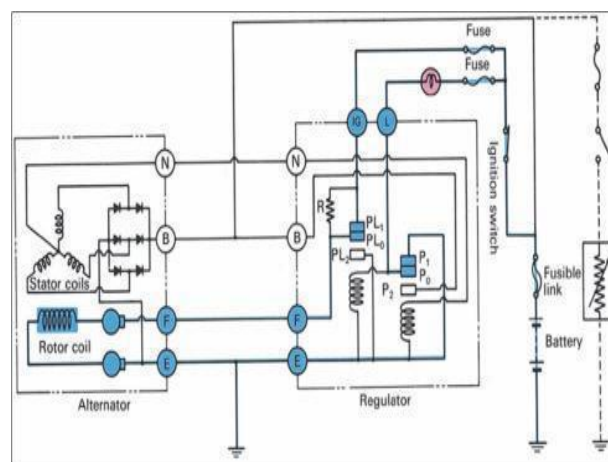 Fuse
Fuse
IG
L
Ignition switch
N
N
R
PL1
PL0
B
B
PL2
P1
P0
P2
Stator coils
Fusible
link
F
F
Rotor coil
Battery
E
E
Alternator
Regulator